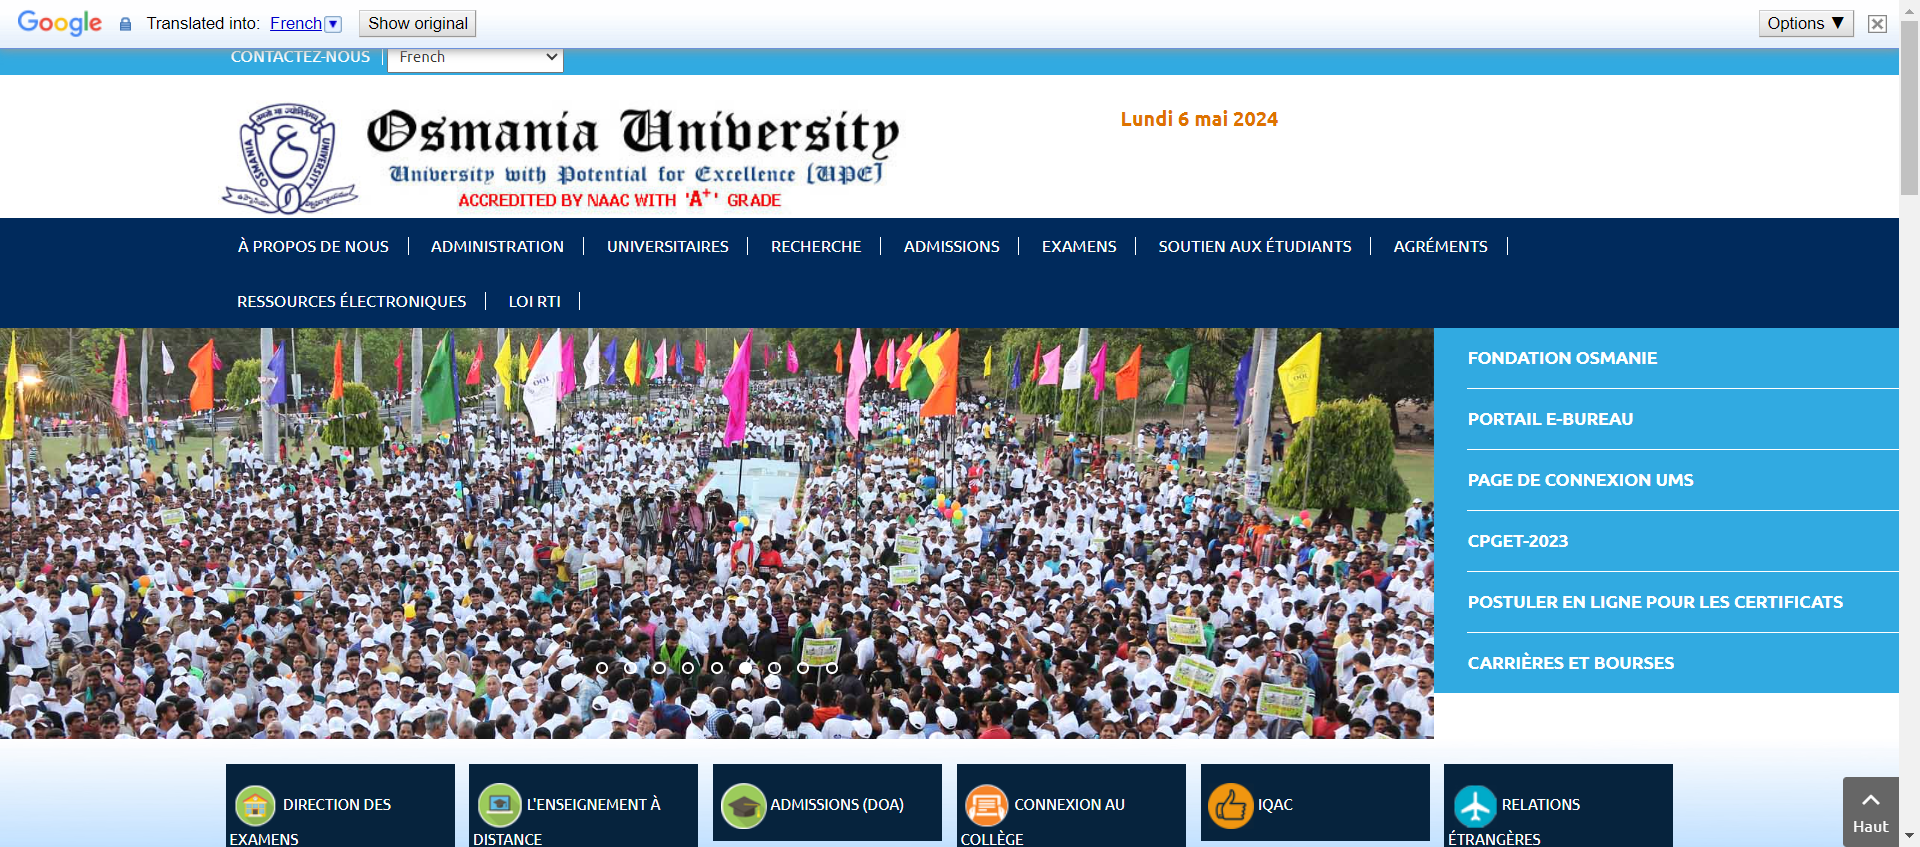 Google Translated into: French Show original Options ▼
CONTACTEZ-NOUS French
Osmania University
University with Potential for Excellence (UPE)
ACCREDITED BY NAAC WITH 'A+' GRADE
OSMANIA UNIVERSITY
Lundi 6 mai 2024
À PROPOS DE NOUS ADMINISTRATION UNIVERSITAIRES RECHERCHE ADMISSIONS EXAMENS SOUTIEN AUX ÉTUDIANTS AGRÉMENTS
RESSOURCES ÉLECTRONIQUES LOI RTI
FONDATION OSMANIE
PORTAIL E-BUREAU
PAGE DE CONNEXION UMS
CPGET-2023
POSTULER EN LIGNE POUR LES CERTIFICATS
CARRIÈRES ET BOURSES
DIRECTION DES
EXAMENS
L'ENSEIGNEMENT À
DISTANCE
ADMISSIONS (DOA)
CONNEXION AU
COLLÈGE
IQAC
RELATIONS
ÉTRANGÈRES
Haut